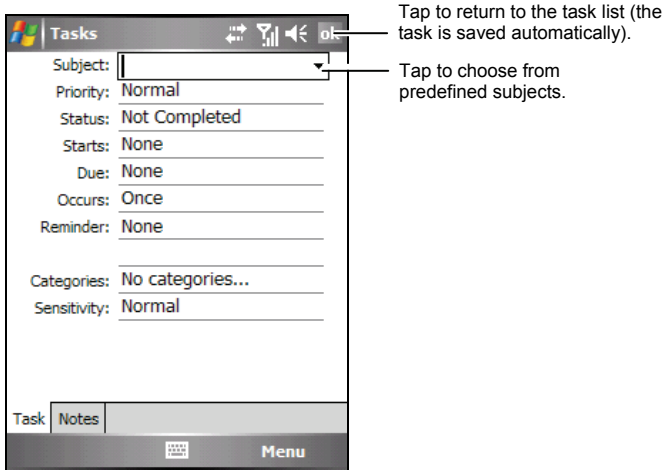 Tasks ok
Subject:
Priority: Normal
Status: Not Completed
Starts: None
Due: None
Occurs: Once
Reminder: None
Categories: No categories...
Sensitivity: Normal
Task Notes
Menu
Tap to return to the task list (the
task is saved automatically).
Tap to choose from
predefined subjects.